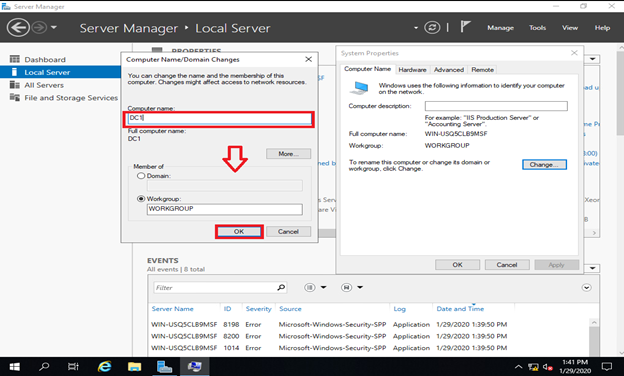 Server Manager ‣ Local Server
Manage Tools View Help
Dashboard
Local Server
All Servers
File and Storage Services
PROPERTIES
Computer Name/Domain Changes
You can change the name and the membership of this
computer. Changes might affect access to network resources.
Computer name:
DC1
Full computer name:
DC1
More...
Member of
Domain:
Workgroup:
WORKGROUP
OK Cancel
System Properties
Computer Name Hardware Advanced Remote
Windows uses the following information to identify your computer
on the network.
Computer description:
For example: "IIS Production Server" or
"Accounting Server".
Full computer name: WIN-USQ5CLB9MSF
Workgroup: WORKGROUP
To rename this computer or change its domain or
workgroup, click Change.
Change...
OK Cancel Apply
EVENTS
All events | 8 total
Filter
Server Name ID Severity Source Log Date and Time
WIN-USQ5CLB9MSF 8198 Error Microsoft-Windows-Security-SPP Application 1/29/2020 1:39:50 PM
WIN-USQ5CLB9MSF 8200 Error Microsoft-Windows-Security-SPP Application 1/29/2020 1:39:50 PM
WIN-USQ5CLB9MSF 1014 Error Microsoft-Windows-Security-SPP Application 1/29/2020 1:39:50 PM
1:41 PM
1/29/2020